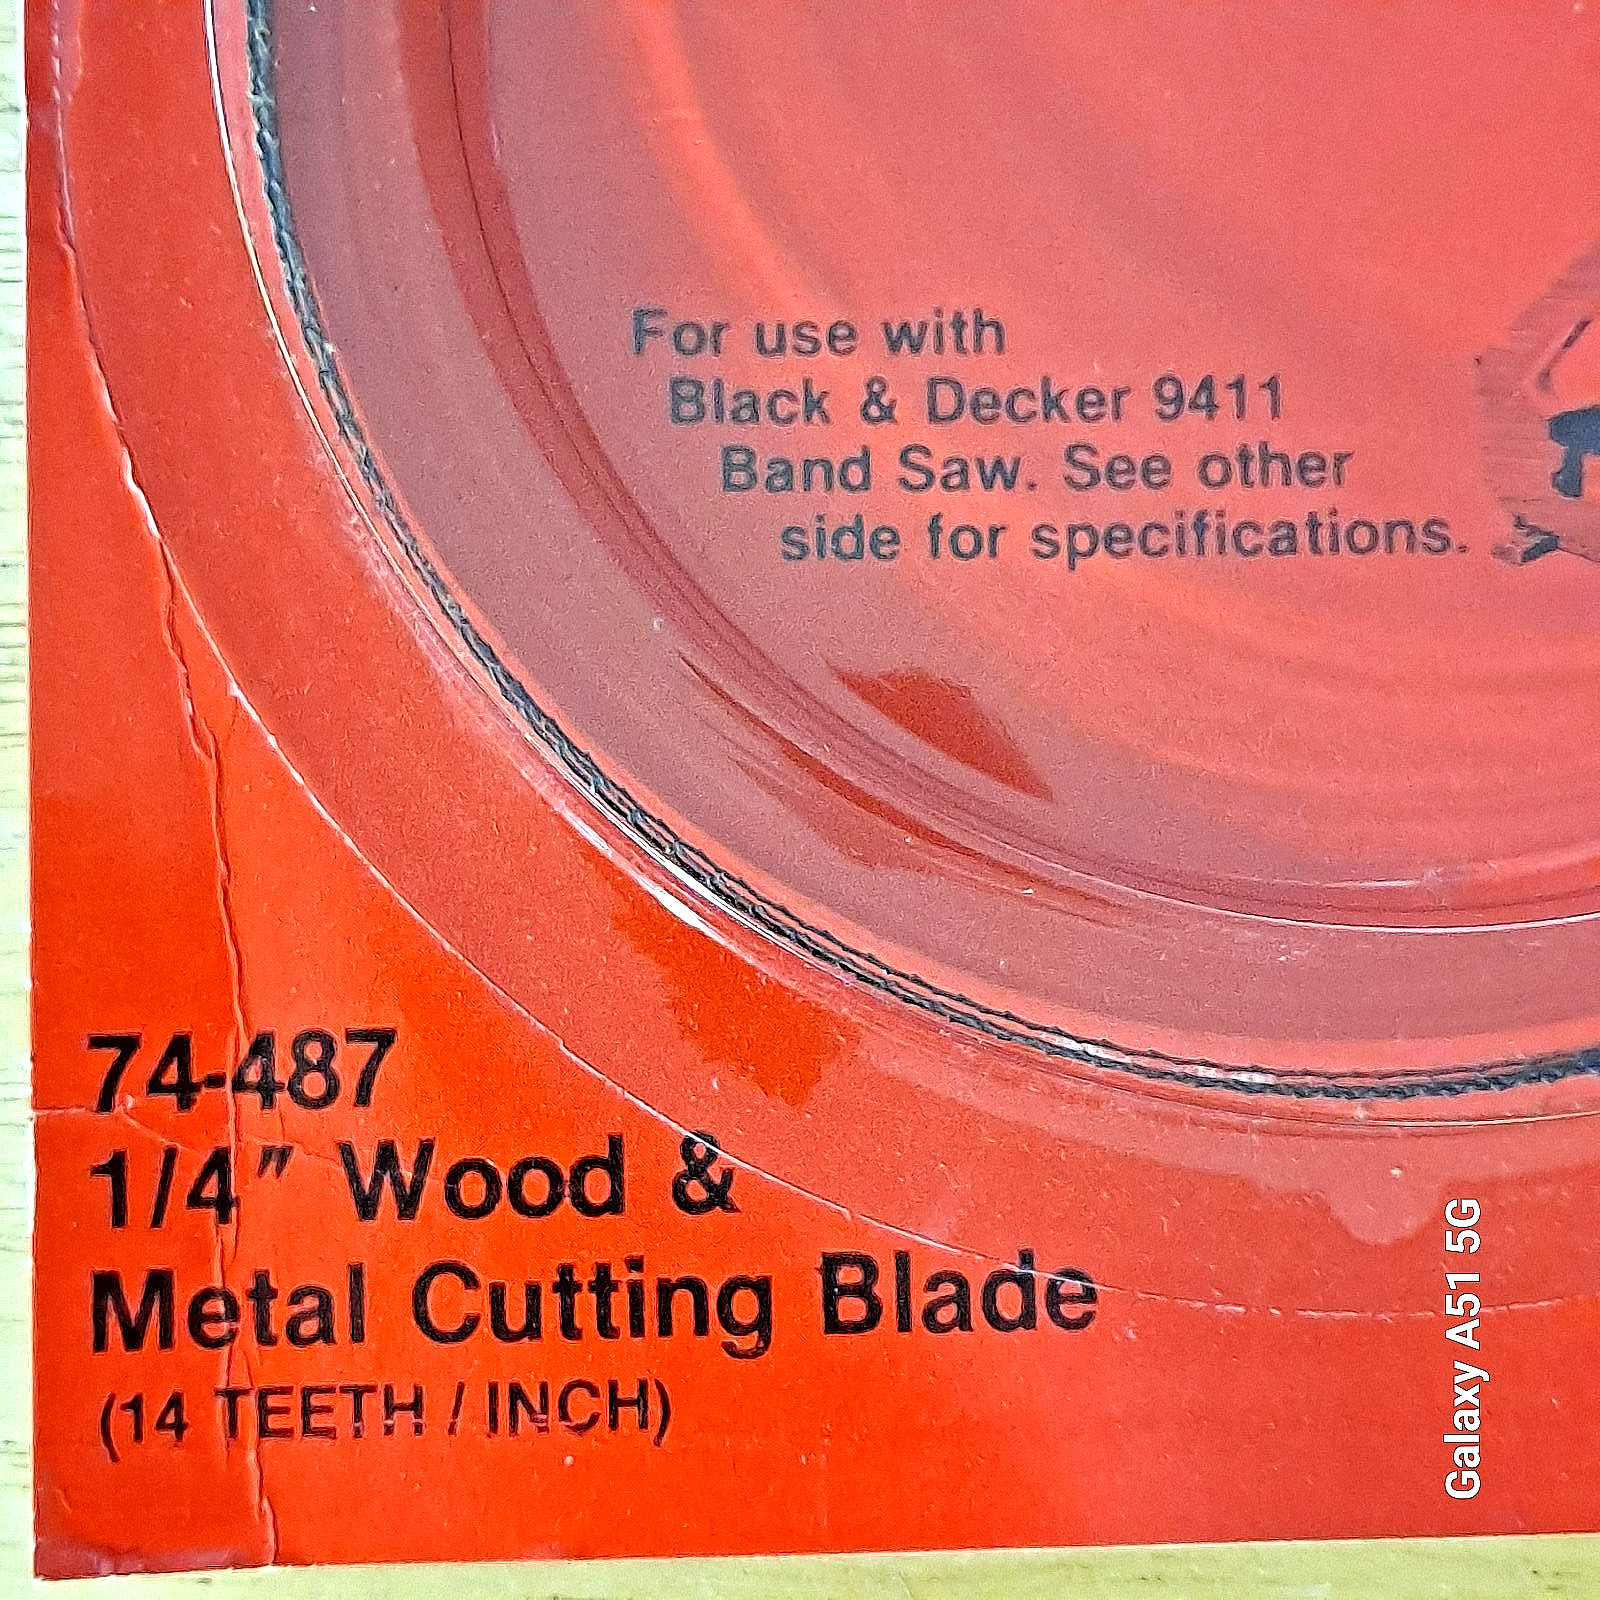 For use with
Black & Decker 9411
Band Saw. See other
side for specifications.
74-487
1/4" Wood &
Metal Cutting Blade
(14 TEETH / INCH)
Galaxy A51 5G